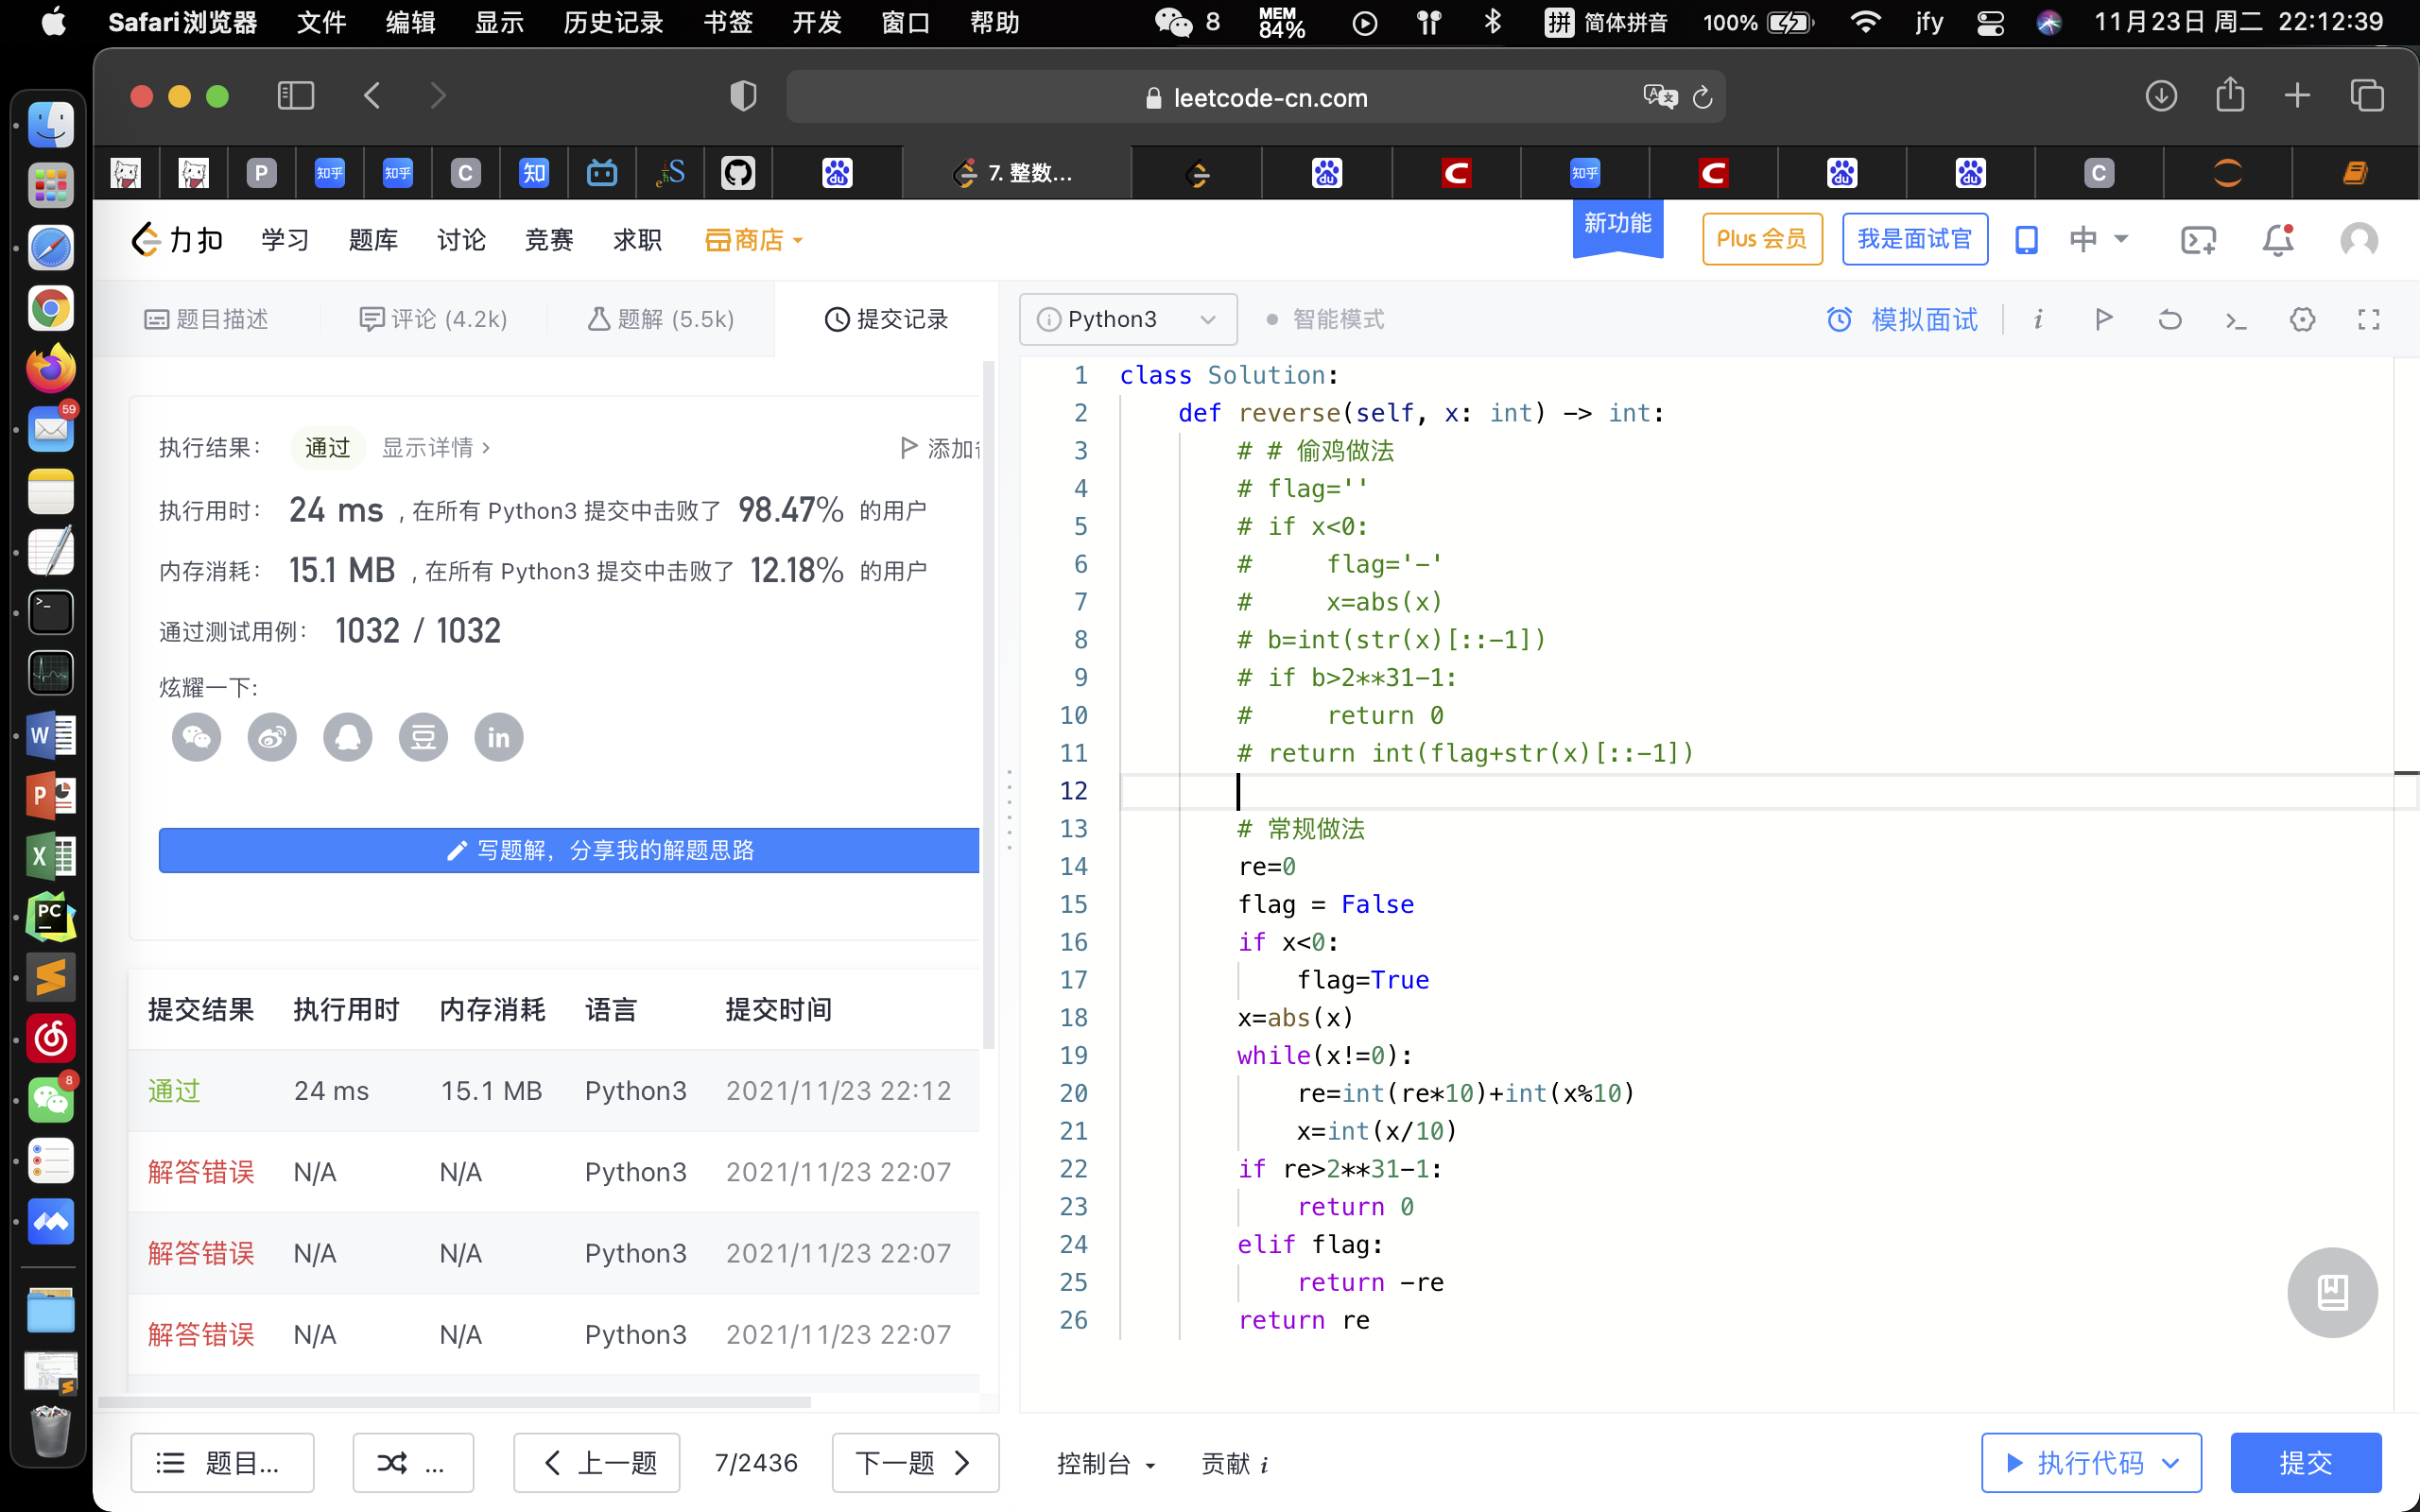 Safari浏览器 文件 编辑 显示 历史记录 书签 开发 窗口 帮助 8 MEM 84% 拼 简体拼音 100% jfy 11月23日 周二 22:12:39
leetcode-cn.com
P 知乎 知乎 C 知 du 7. 整数... du C 知乎 C du du C
力扣 学习 题库 讨论 竞赛 求职 商店 新功能 Plus 会员 我是面试官 中
题目描述 评论 (4.2k) 题解 (5.5k) 提交记录
Python3 智能模式 模拟面试 i
执行结果： 通过 显示详情 > 添加
执行用时： 24 ms , 在所有 Python3 提交中击败了 98.47% 的用户
内存消耗： 15.1 MB , 在所有 Python3 提交中击败了 12.18% 的用户
通过测试用例： 1032 / 1032
炫耀一下:
豆 in
写题解，分享我的解题思路
提交结果 执行用时 内存消耗 语言 提交时间
通过 24 ms 15.1 MB Python3 2021/11/23 22:12
解答错误 N/A N/A Python3 2021/11/23 22:07
解答错误 N/A N/A Python3 2021/11/23 22:07
解答错误 N/A N/A Python3 2021/11/23 22:07
1 class Solution:
2 def reverse(self, x: int) -> int:
3 # # 偷鸡做法
4 # flag=''
5 # if x<0:
6 # flag='-'
7 # x=abs(x)
8 # b=int(str(x)[::-1])
9 # if b>2**31-1:
10 # return 0
11 # return int(flag+str(x)[::-1])
12
13 # 常规做法
14 re=0
15 flag = False
16 if x<0:
17 flag=True
18 x=abs(x)
19 while(x!=0):
20 re=int(re*10)+int(x%10)
21 x=int(x/10)
22 if re>2**31-1:
23 return 0
24 elif flag:
25 return -re
26 return re
题目... ... 上一题 7/2436 下一题 控制台 贡献 i 执行代码 提交
59
W
P
X
PC
8